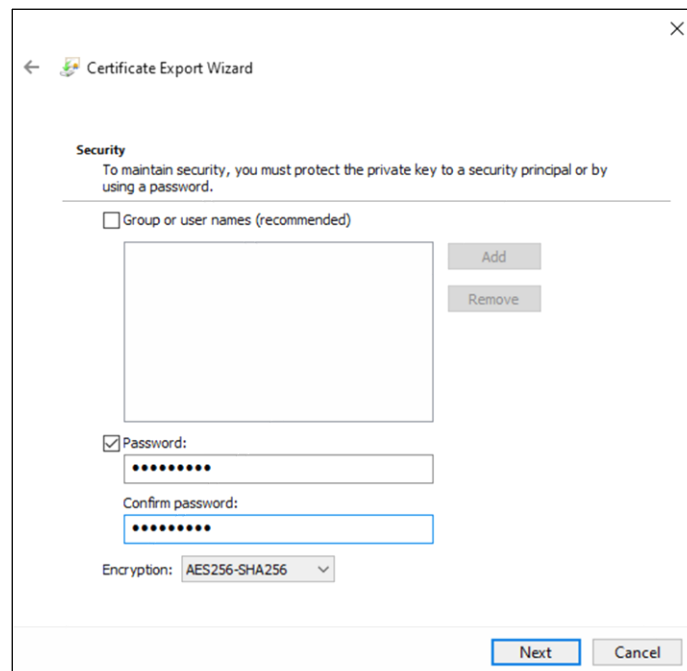 Certificate Export Wizard
Security
To maintain security, you must protect the private key to a security principal or by
using a password.
Group or user names (recommended)
Add
Remove
Password:
•••••••••
Confirm password:
•••••••••
Encryption: AES256-SHA256
Next Cancel